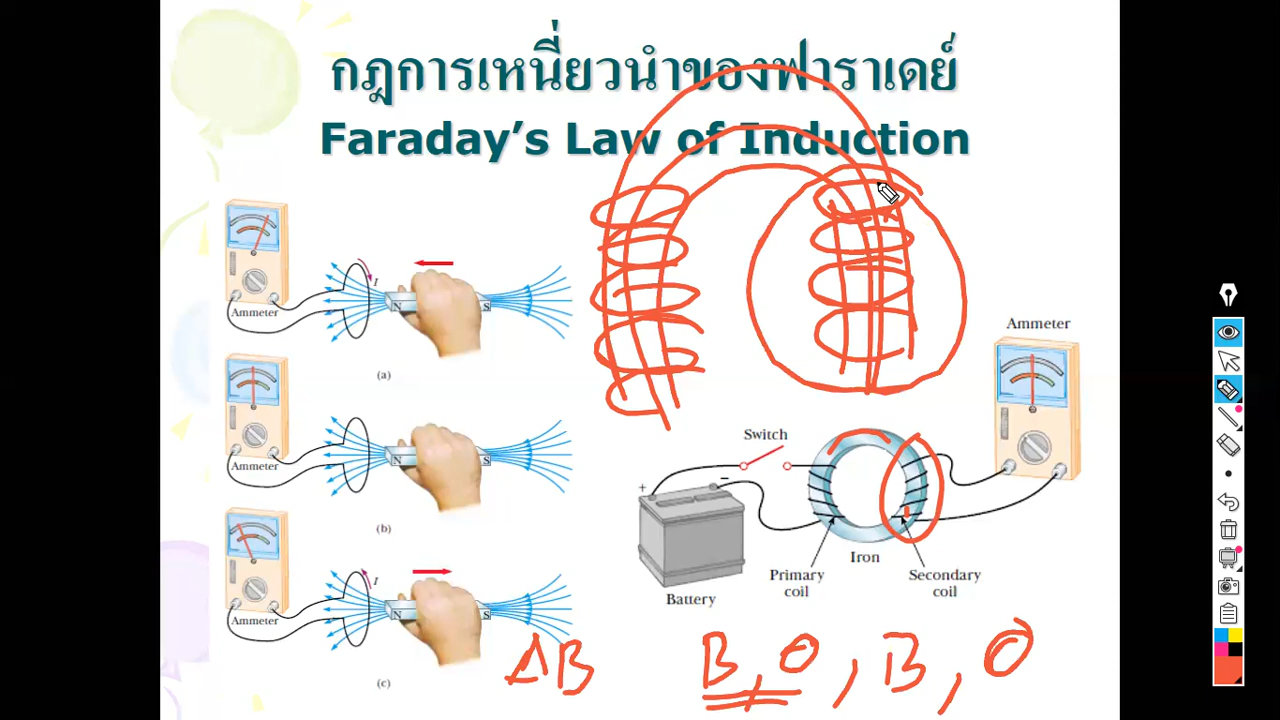 กฎการเหนี่ยวนำของฟาราเดย์
Faraday's Law of Induction
I
N
S
Ammeter
(a)
N
S
Ammeter
(b)
I
N
S
Ammeter
(c)
Ammeter
Switch
+
−
Iron
Primary
coil
Secondary
coil
Battery
ΔB
B, O, B, O